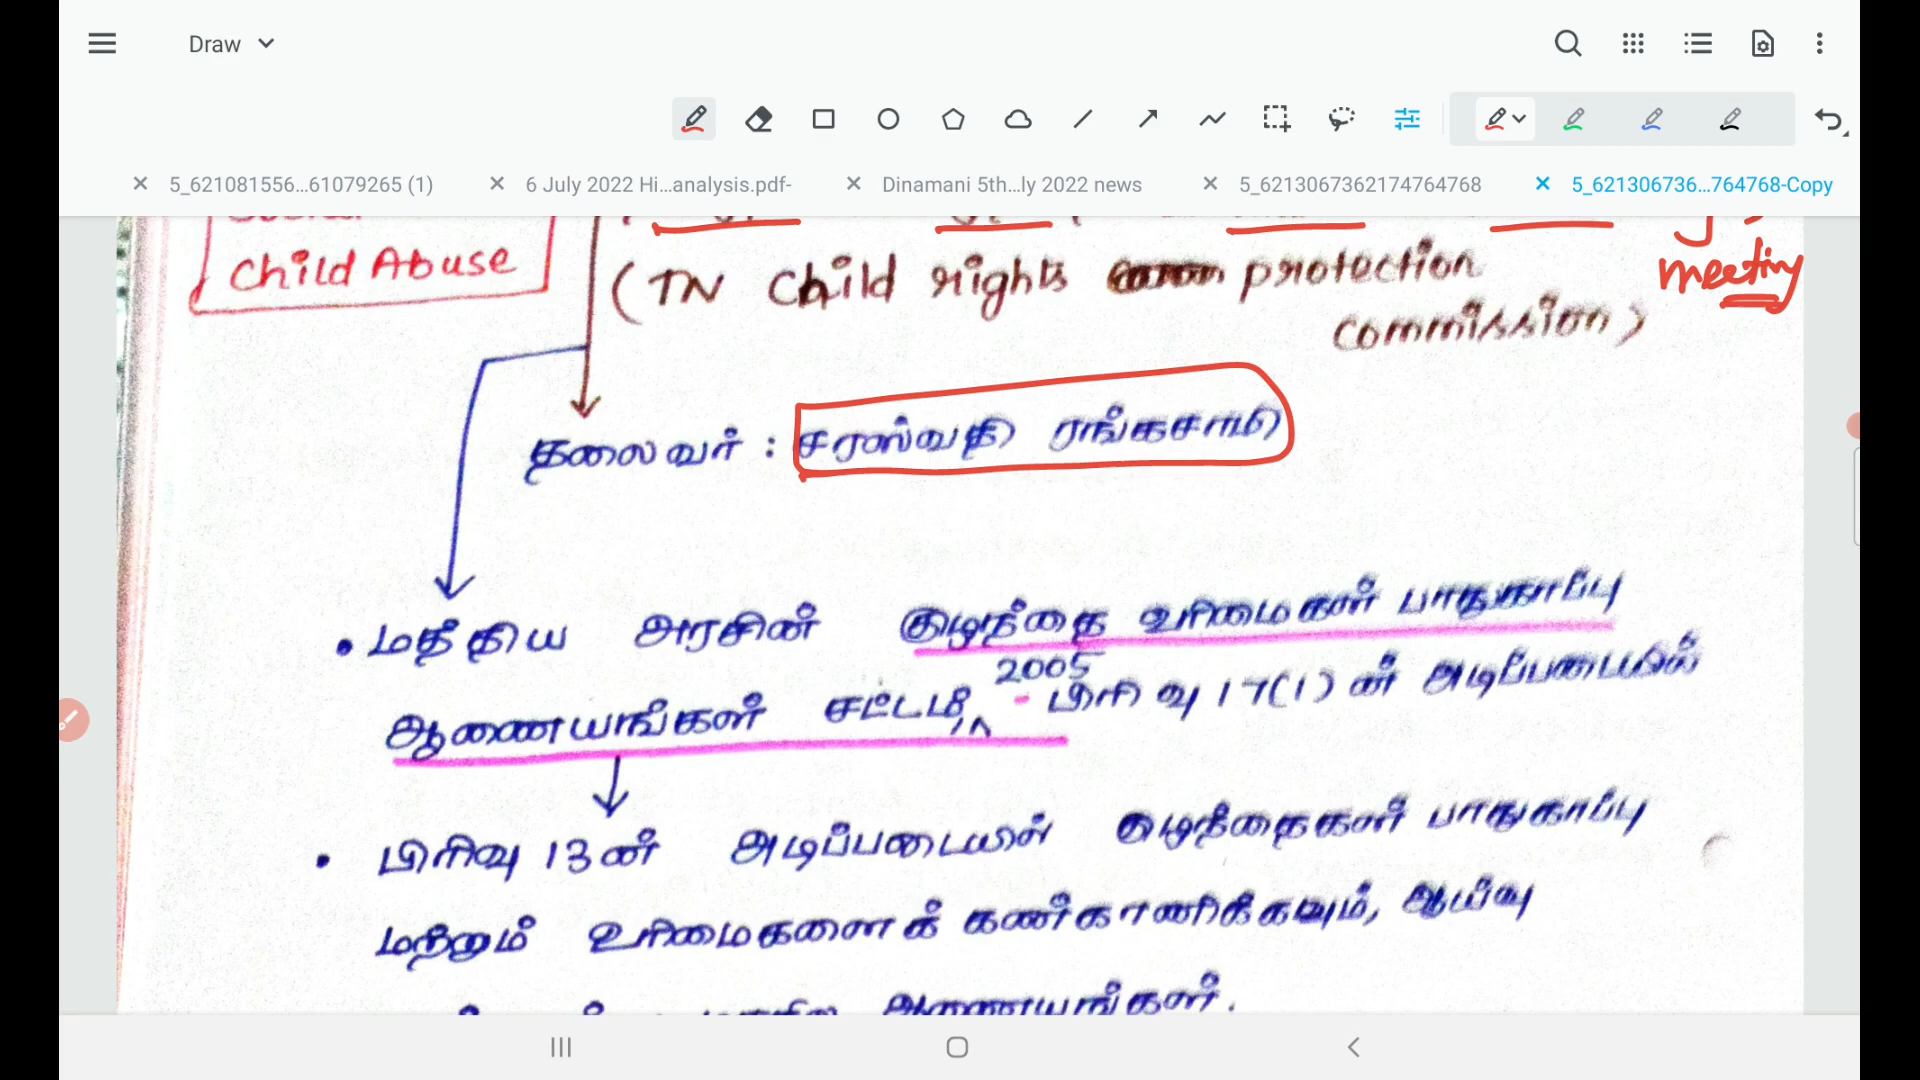 Draw
5_621081556...61079265 (1)
6 July 2022 Hi...analysis.pdf-
Dinamani 5th...ly 2022 news
5_6213067362174764768
5_621306736...764768-Copy
Child Abuse
(TN Child rights protection
commission)
meeting
தலைவர் : சரஸ்வதி ரங்கசாமி
• மத்திய அரசின் குழந்தை உரிமைகள் பாதுகாப்பு
2005
ஆணையங்கள் சட்டம், - பிரிவு 17(1)ன் அடிப்படையில்
• பிரிவு 13ன் அடிப்படையில் குழந்தைகள் பாதுகாப்பு
மற்றும் உரிமைகளைக் கண்காணிக்கவும், ஆய்வு
ஆணையங்கள்.